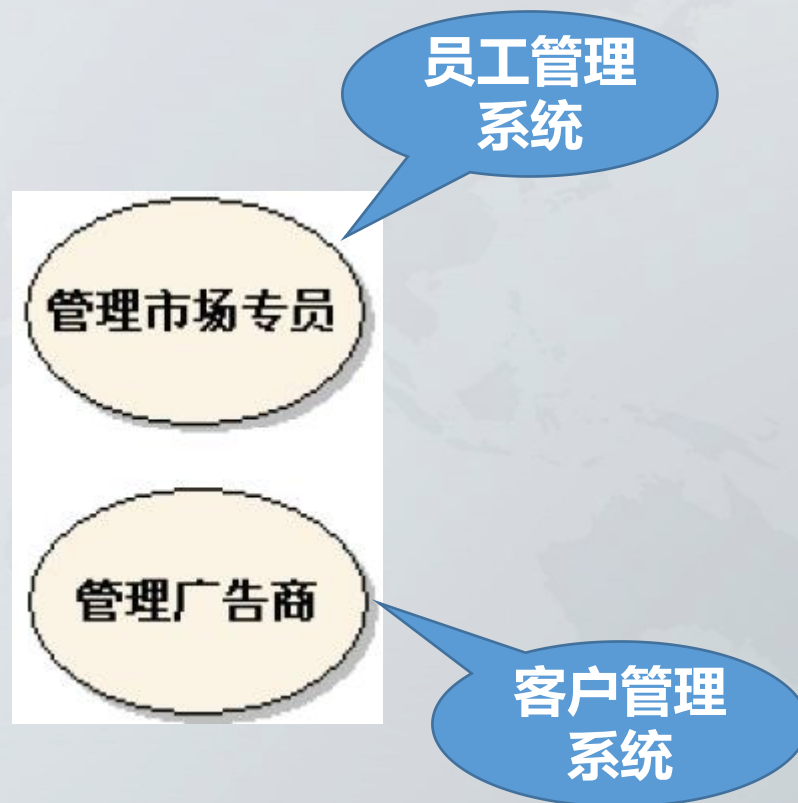 员工管理
系统
管理市场专员
管理广告商
客户管理
系统